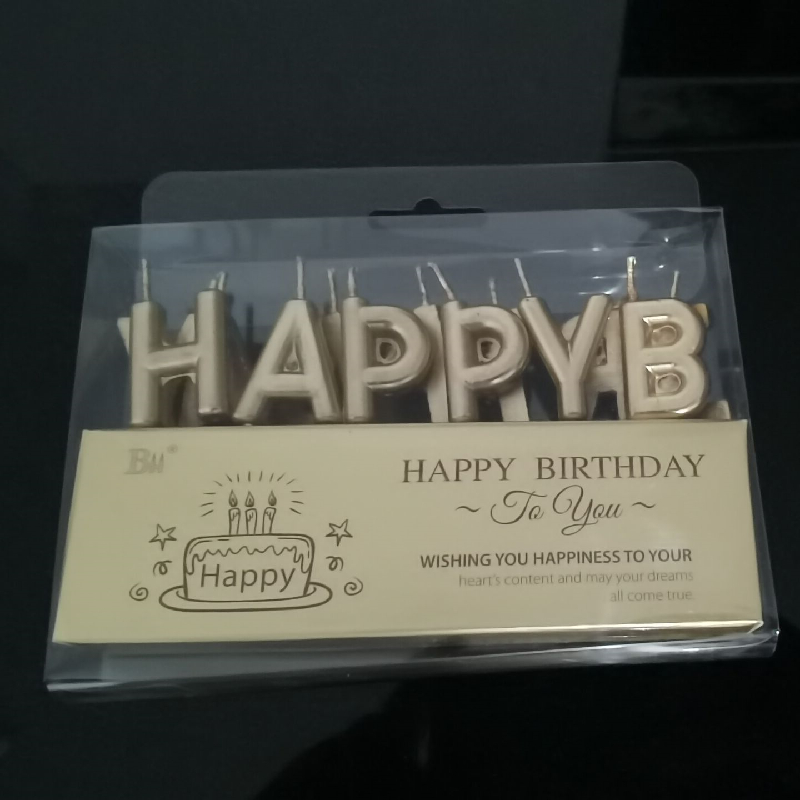 HAPPYB
Bm®
HAPPY BIRTHDAY
~ To You ~
Happy
WISHING YOU HAPPINESS TO YOUR
heart's content and may your dreams
all come true